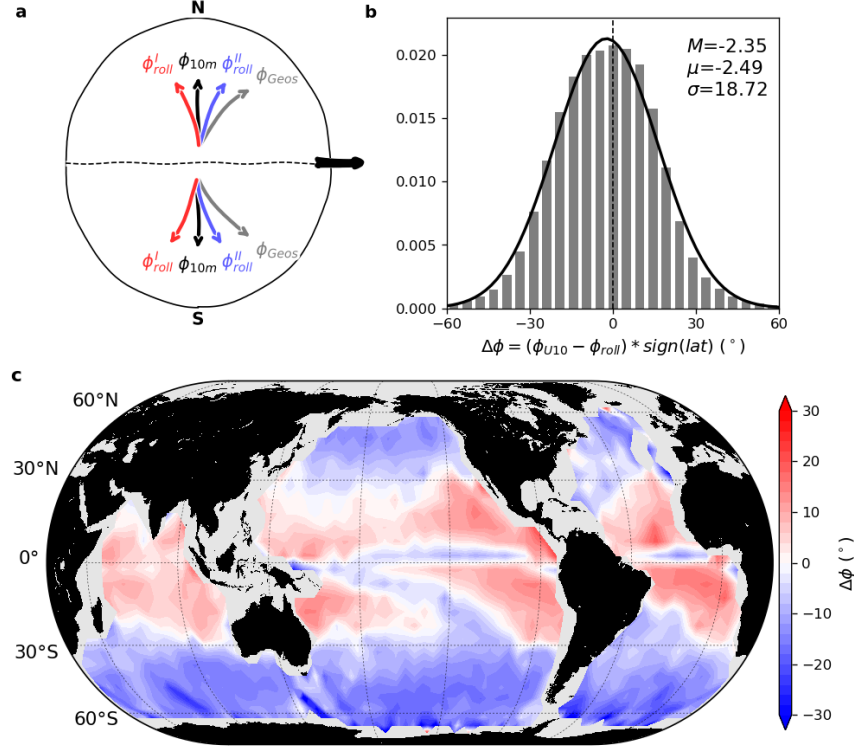 a
N
ϕ^I_roll ϕ_10m ϕ^II_roll ϕ_Geos
ϕ^I_roll ϕ_10m ϕ^II_roll ϕ_Geos
S
b
0.020
0.015
0.010
0.005
0.000
M=-2.35
μ=-2.49
σ=18.72
−60 −30 0 30 60
Δϕ = (ϕ_U10 − ϕ_roll) * sign(lat) (°)
c
60°N
30°N
0°
30°S
60°S
30
20
10
0
−10
−20
−30
Δϕ (°)